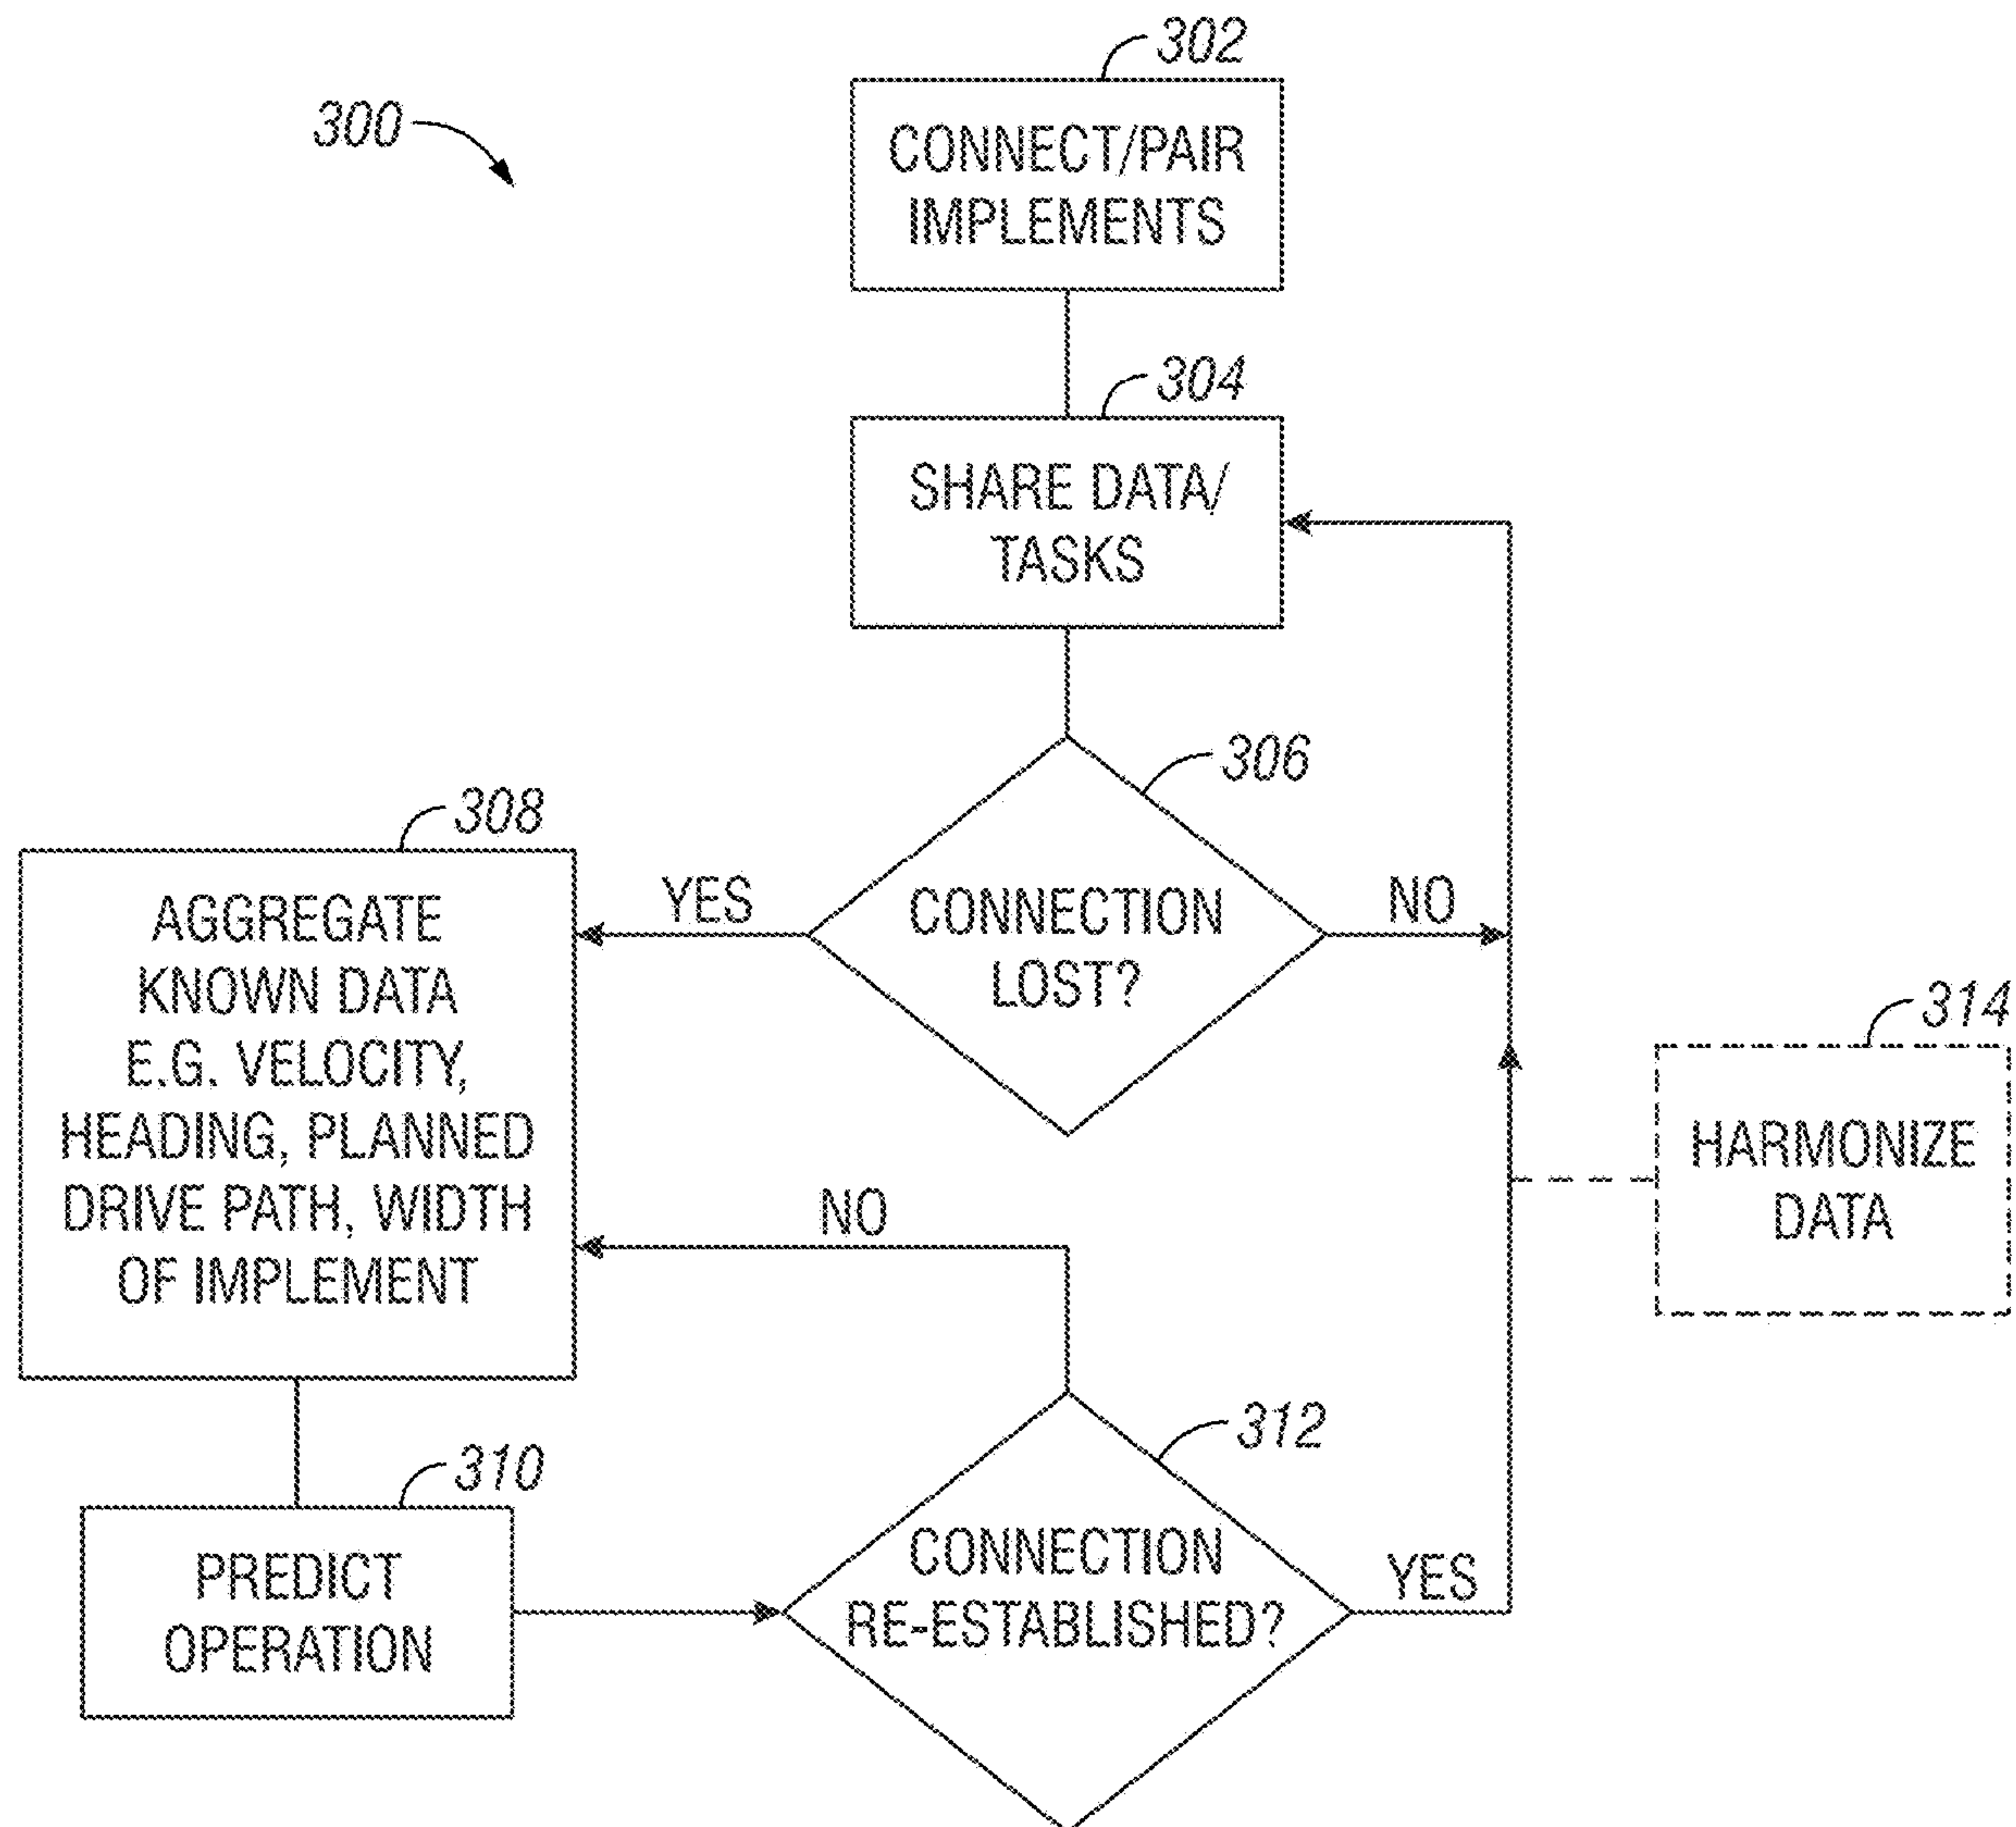 302
300
CONNECT/PAIR
IMPLEMENTS
304
SHARE DATA/
TASKS
306
308
YES
CONNECTION
LOST?
NO
AGGREGATE
KNOWN DATA
E.G. VELOCITY,
HEADING, PLANNED
DRIVE PATH, WIDTH
OF IMPLEMENT
314
HARMONIZE
DATA
NO
312
310
PREDICT
OPERATION
CONNECTION
RE-ESTABLISHED?
YES